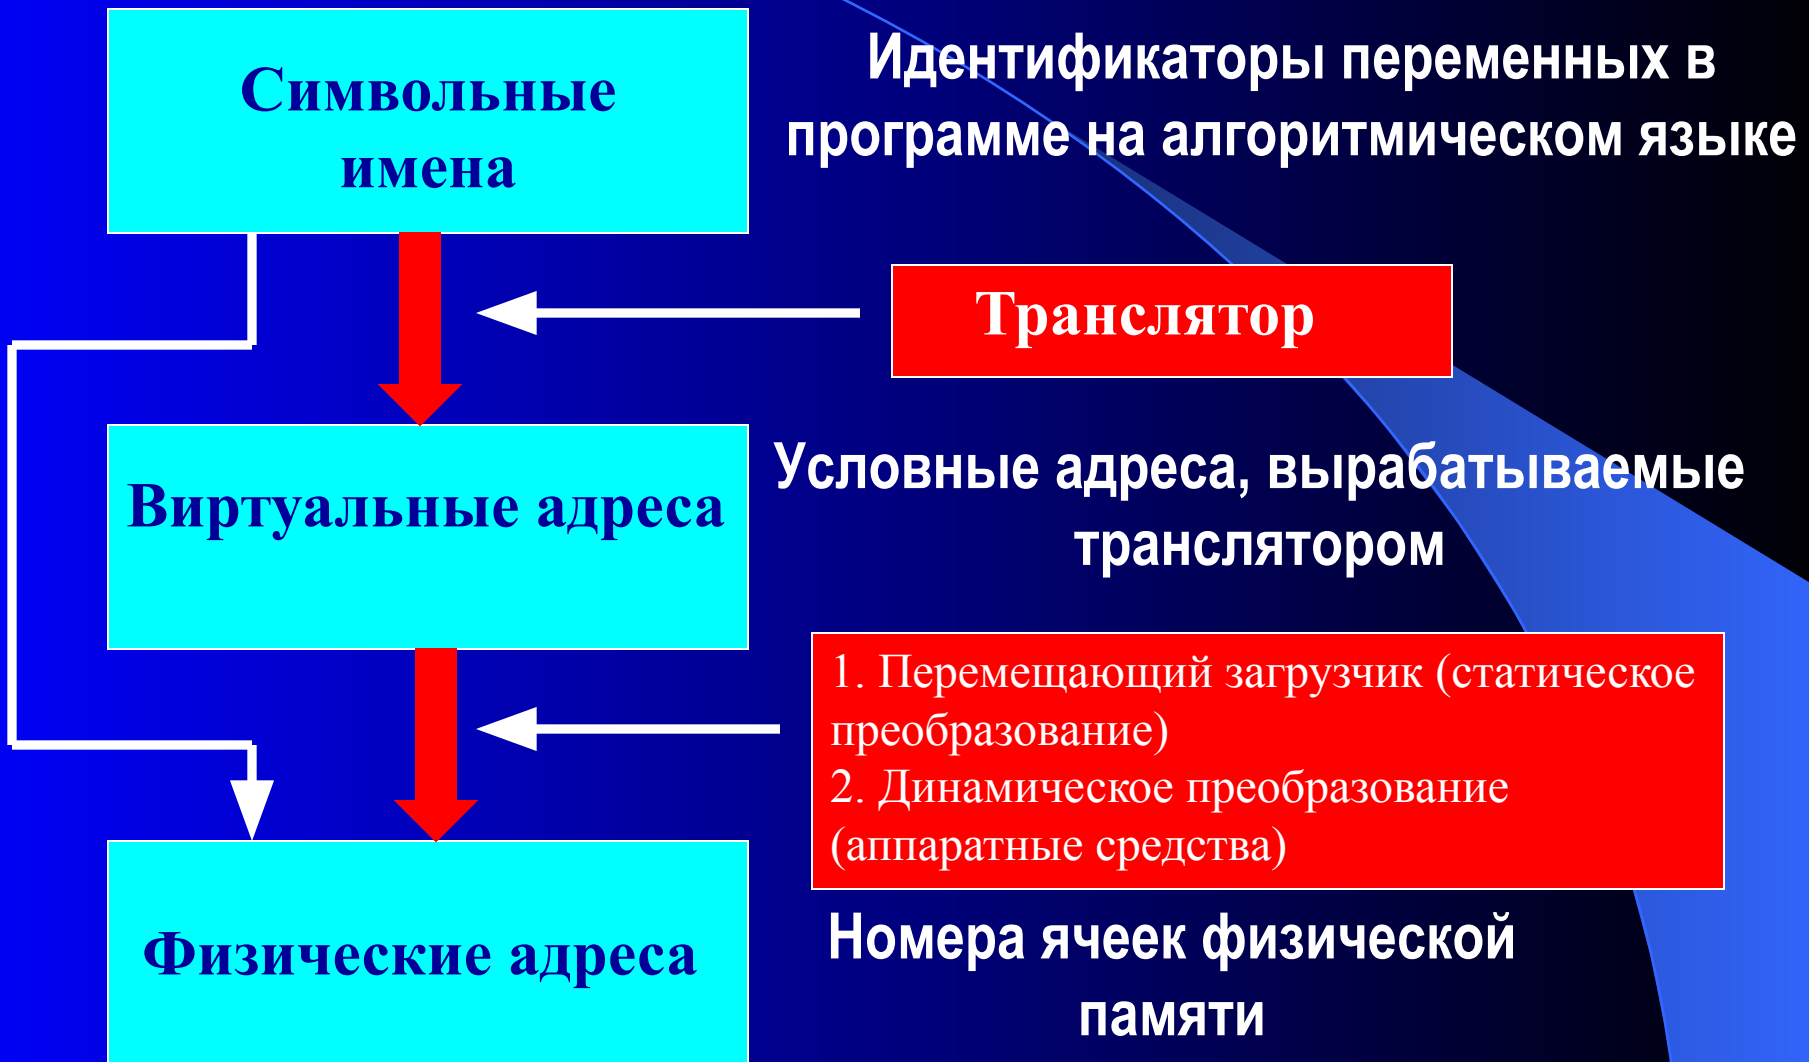 Символьные
имена
Идентификаторы переменных в
программе на алгоритмическом языке
Транслятор
Виртуальные адреса
Условные адреса, вырабатываемые
транслятором
1. Перемещающий загрузчик (статическое
преобразование)
2. Динамическое преобразование
(аппаратные средства)
Физические адреса
Номера ячеек физической
памяти